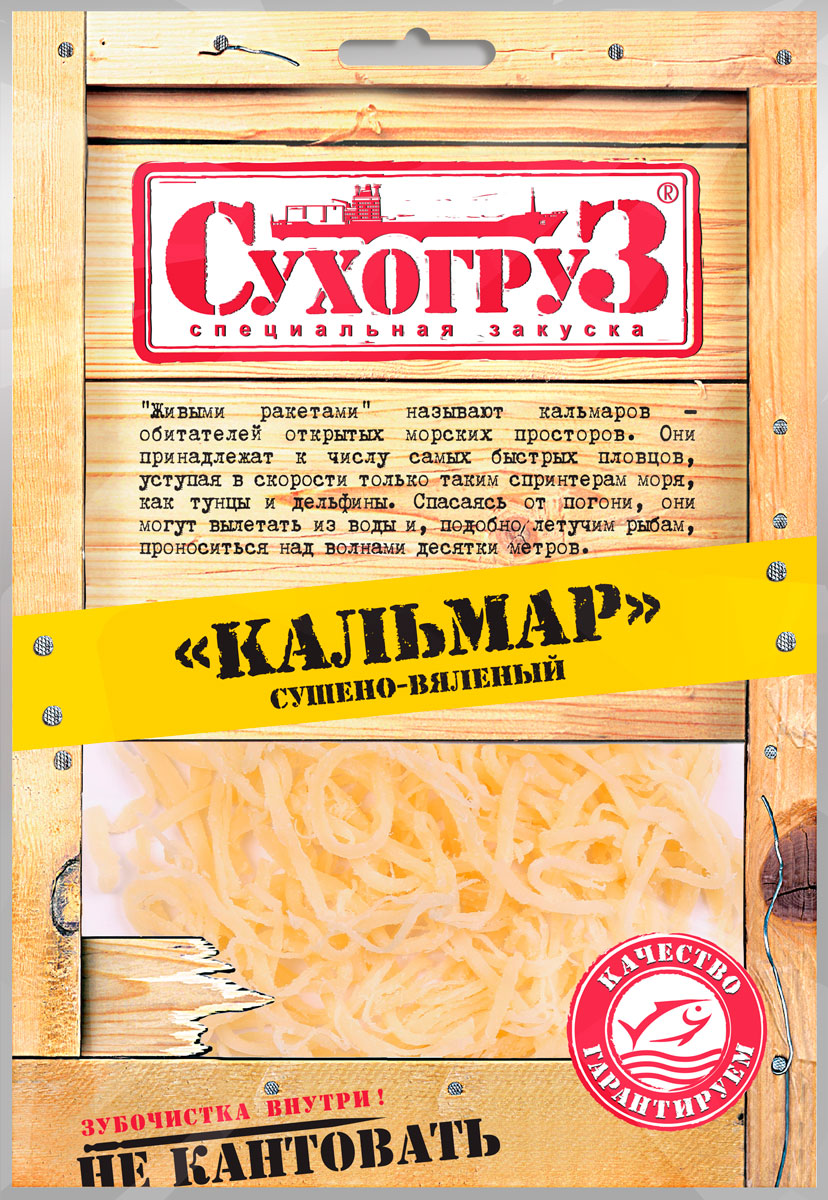 СухогруЗ®
специальная закуска
"Живыми ракетами" называют кальмаров –
обитателей открытых морских просторов. Они
принадлежат к числу самых быстрых пловцов,
уступая в скорости только таким спринтерам моря,
как тунцы и дельфины. Спасаясь от погони, они
могут вылетать из воды и, подобно летучим рыбам,
проноситься над волнами десятки метров.
«КАЛЬМАР»
СУШЕНО-ВЯЛЕНЫЙ
КАЧЕСТВО
ГАРАНТИРУЕМ
ЗУБОЧИСТКА ВНУТРИ!
НЕ КАНТОВАТЬ